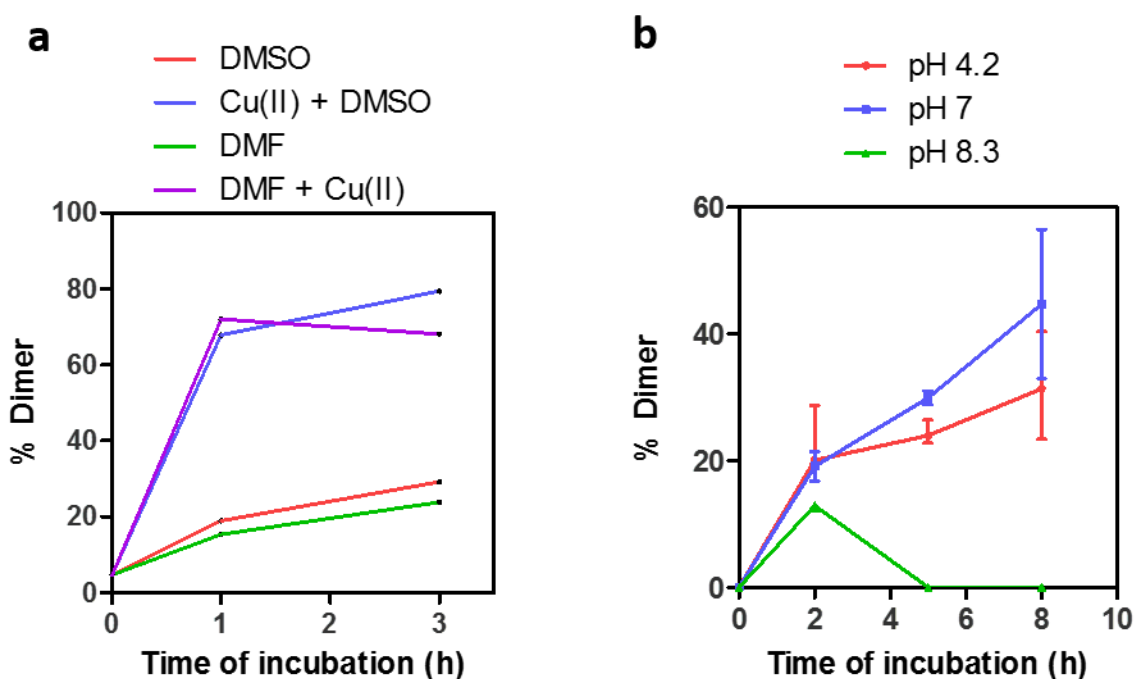 a
DMSO
Cu(II) + DMSO
DMF
DMF + Cu(II)
100
80
60
40
20
0
0 1 2 3
% Dimer
Time of incubation (h)
b
pH 4.2
pH 7
pH 8.3
60
40
20
0
0 2 4 6 8 10
% Dimer
Time of incubation (h)